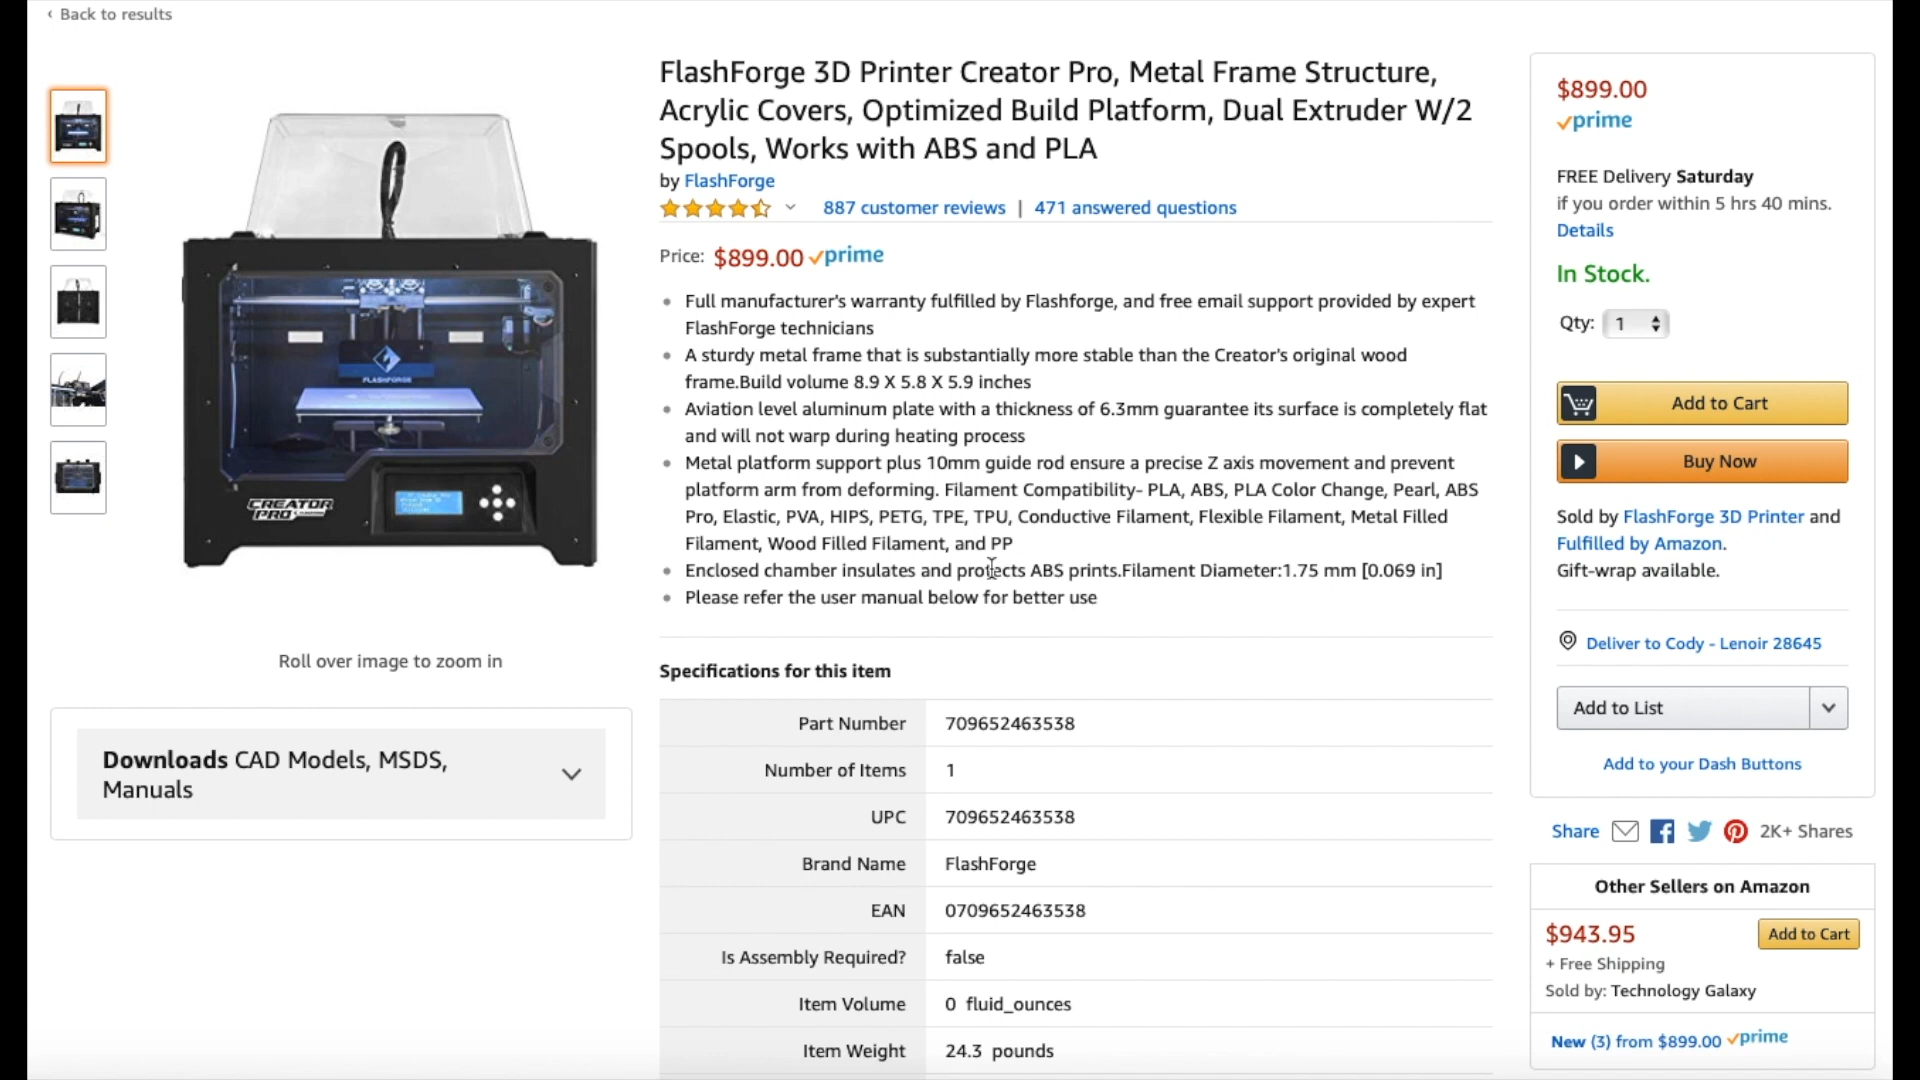 ‹ Back to results
FlashForge 3D Printer Creator Pro, Metal Frame Structure,
Acrylic Covers, Optimized Build Platform, Dual Extruder W/2
Spools, Works with ABS and PLA
by FlashForge
887 customer reviews | 471 answered questions
Price: $899.00 prime
Full manufacturer's warranty fulfilled by Flashforge, and free email support provided by expert
FlashForge technicians
A sturdy metal frame that is substantially more stable than the Creator's original wood
frame.Build volume 8.9 X 5.8 X 5.9 inches
Aviation level aluminum plate with a thickness of 6.3mm guarantee its surface is completely flat
and will not warp during heating process
Metal platform support plus 10mm guide rod ensure a precise Z axis movement and prevent
platform arm from deforming. Filament Compatibility- PLA, ABS, PLA Color Change, Pearl, ABS
Pro, Elastic, PVA, HIPS, PETG, TPE, TPU, Conductive Filament, Flexible Filament, Metal Filled
Filament, Wood Filled Filament, and PP
Enclosed chamber insulates and protects ABS prints.Filament Diameter:1.75 mm [0.069 in]
Please refer the user manual below for better use
FLASHFORGE
CREATOR
PRO
Roll over image to zoom in
Downloads CAD Models, MSDS,
Manuals
Specifications for this item
Part Number 709652463538
Number of Items 1
UPC 709652463538
Brand Name FlashForge
EAN 0709652463538
Is Assembly Required? false
Item Volume 0 fluid_ounces
Item Weight 24.3 pounds
$899.00
prime
FREE Delivery Saturday
if you order within 5 hrs 40 mins.
Details
In Stock.
Qty: 1
Add to Cart
Buy Now
Sold by FlashForge 3D Printer and
Fulfilled by Amazon.
Gift-wrap available.
Deliver to Cody - Lenoir 28645
Add to List
Add to your Dash Buttons
Share 2K+ Shares
Other Sellers on Amazon
$943.95 Add to Cart
+ Free Shipping
Sold by: Technology Galaxy
New (3) from $899.00 prime